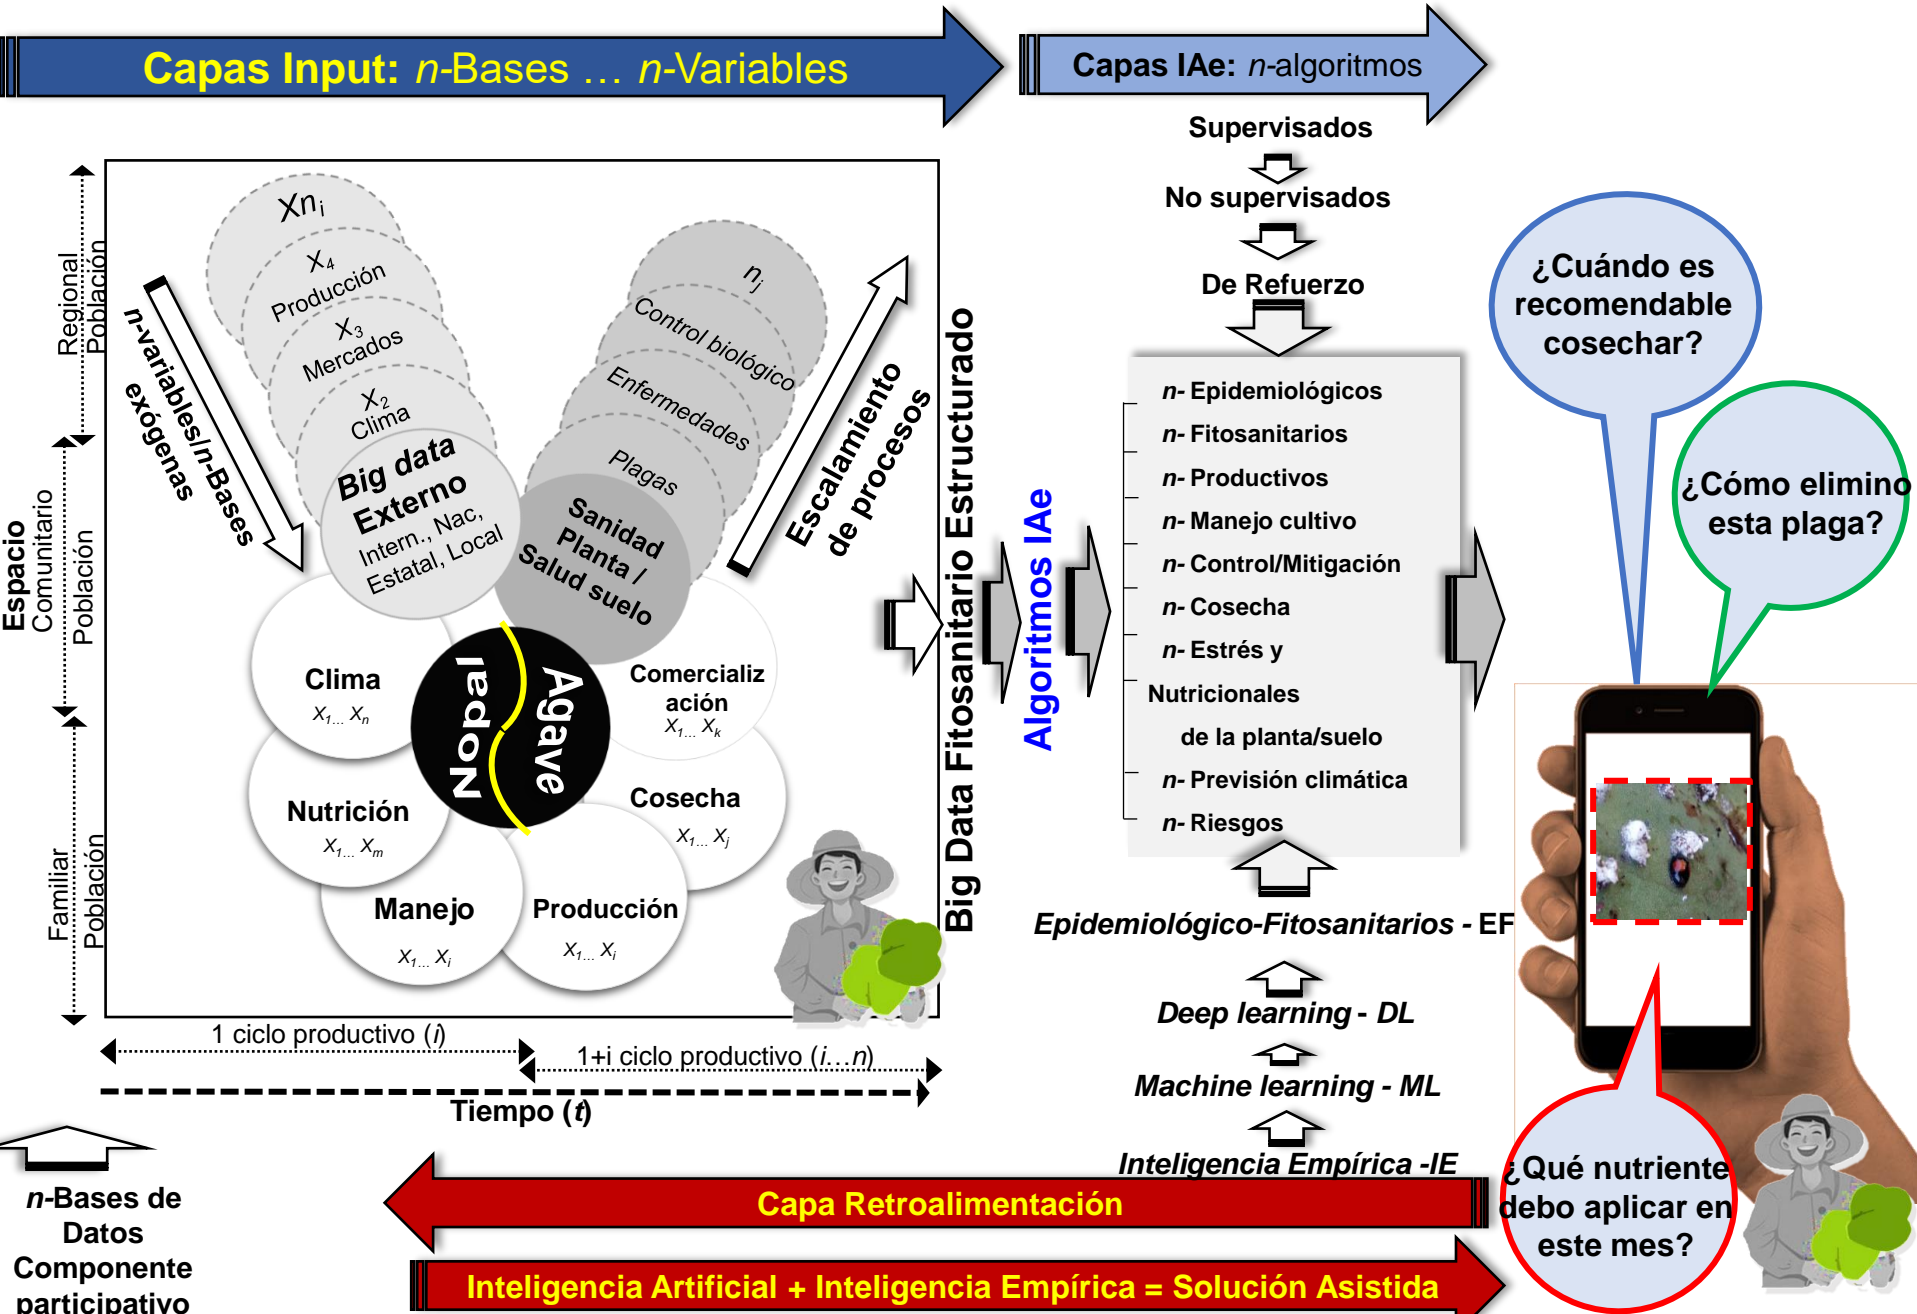 Capas Input: n-Bases … n-Variables
Capas IAe: n-algoritmos
Supervisados
No supervisados
De Refuerzo
Regional
Población
Espacio
Comunitario
Población
Familiar
Población
n-variables/n-Bases
exógenas
Xni
X4
Producción
X3
Mercados
X2
Clima
Big data
Externo
Intern., Nac,
Estatal, Local
nj
Control biológico
Enfermedades
Plagas
Sanidad
Planta /
Salud suelo
Escalamiento
de procesos
Clima
X1... Xn
Nutrición
X1... Xm
Manejo
X1... Xi
Producción
X1... Xi
Cosecha
X1... Xj
Comercializ
ación
X1... Xk
Nopal
Agave
1 ciclo productivo (i)
1+i ciclo productivo (i…n)
Tiempo (t)
n-Bases de
Datos
Componente
participativo
Big Data Fitosanitario Estructurado
Algoritmos IAe
n- Epidemiológicos
n- Fitosanitarios
n- Productivos
n- Manejo cultivo
n- Control/Mitigación
n- Cosecha
n- Estrés y
Nutricionales
de la planta/suelo
n- Previsión climática
n- Riesgos
Epidemiológico-Fitosanitarios - EF
Deep learning - DL
Machine learning - ML
Inteligencia Empírica -IE
¿Cuándo es
recomendable
cosechar?
¿Cómo elimino
esta plaga?
¿Qué nutriente
debo aplicar en
este mes?
Capa Retroalimentación
Inteligencia Artificial + Inteligencia Empírica = Solución Asistida